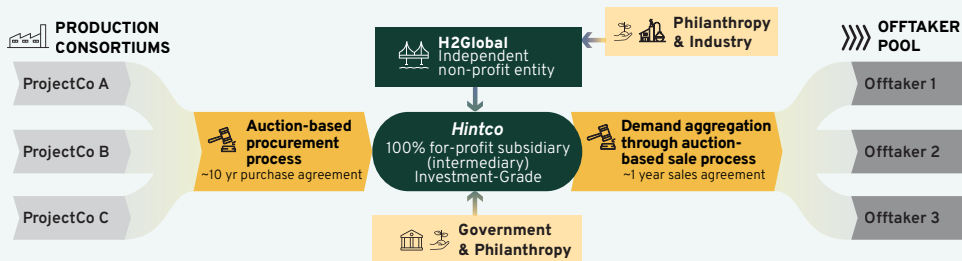 PRODUCTION
CONSORTIUMS
ProjectCo A
ProjectCo B
ProjectCo C
Auction-based
procurement
process
~10 yr purchase agreement
H2Global
Independent
non-profit entity
Philanthropy
& Industry
Hintco
100% for-profit subsidiary
(intermediary)
Investment-Grade
Government
& Philanthropy
Demand aggregation
through auction-
based sale process
~1 year sales agreement
OFFTAKER
POOL
Offtaker 1
Offtaker 2
Offtaker 3